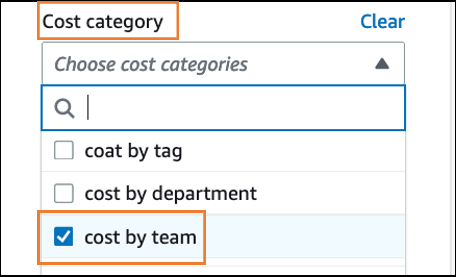 Cost category Clear
Choose cost categories
coat by tag
cost by department
cost by team